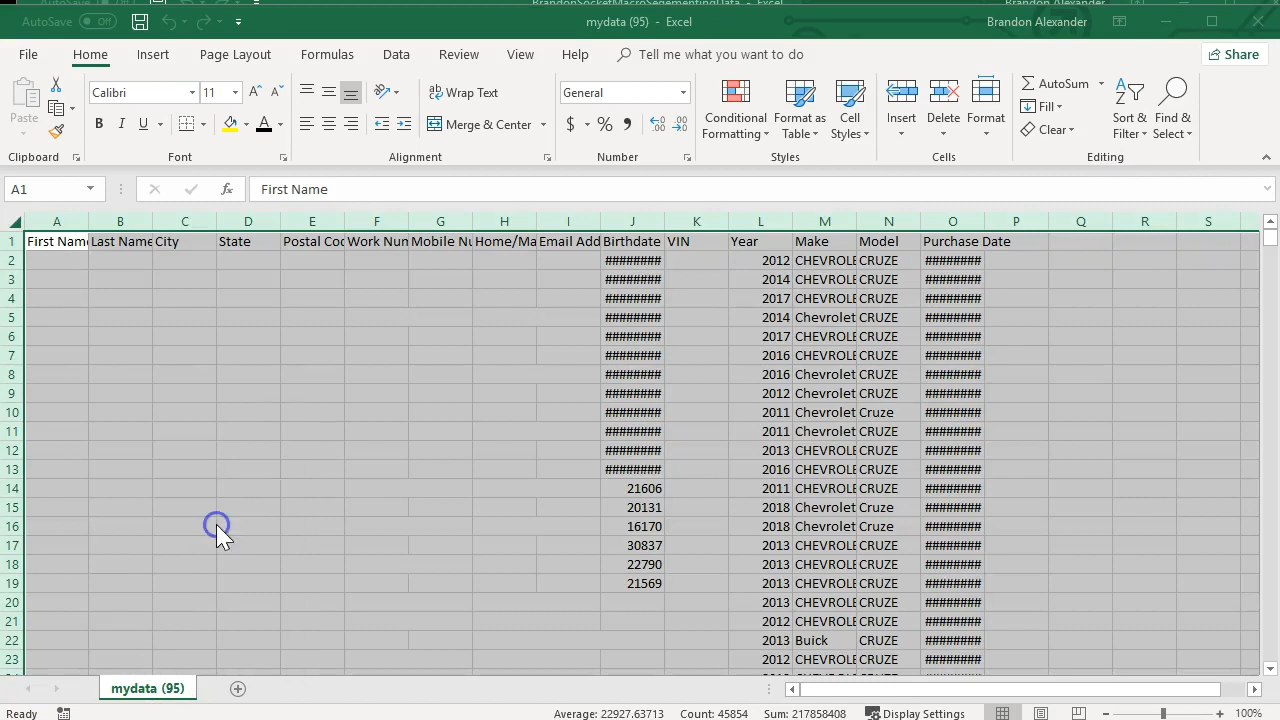 BrandonSocketMacroSegementingData - Excel
Brandon Alexander
AutoSave Off
mydata (95) - Excel
Brandon Alexander
File Home Insert Page Layout Formulas Data Review View Help Tell me what you want to do Share
Calibri 11 Wrap Text General AutoSum
Paste Conditional Formatting Format as Table Cell Styles Insert Delete Format Fill Sort & Filter Find & Select
B I U Merge & Center $ % , Clear
Clipboard Font Alignment Number Styles Cells Editing
A1 fx First Name
A B C D E F G H I J K L M N O P Q R S
1 First Name Last Name City State Postal Coc Work Num Mobile Nu Home/Ma Email Add Birthdate VIN Year Make Model Purchase Date
2 ######## 2012 CHEVROLE CRUZE ########
3 ######## 2014 CHEVROLE CRUZE ########
4 ######## 2017 CHEVROLE CRUZE ########
5 ######## 2014 Chevrolet CRUZE ########
6 ######## 2017 CHEVROLE CRUZE ########
7 ######## 2016 CHEVROLE CRUZE ########
8 ######## 2016 Chevrolet CRUZE ########
9 ######## 2012 CHEVROLE CRUZE ########
10 ######## 2011 Chevrolet Cruze ########
11 ######## 2011 Chevrolet CRUZE ########
12 ######## 2013 CHEVROLE CRUZE ########
13 ######## 2016 CHEVROLE CRUZE ########
14 21606 2011 CHEVROLE CRUZE ########
15 20131 2018 Chevrolet Cruze ########
16 16170 2018 Chevrolet Cruze ########
17 30837 2013 CHEVROLE CRUZE ########
18 22790 2013 CHEVROLE CRUZE ########
19 21569 2013 CHEVROLE CRUZE ########
20 2013 CHEVROLE CRUZE ########
21 2012 CHEVROLE CRUZE ########
22 2013 Buick CRUZE ########
23 2012 CHEVROLE CRUZE ########
mydata (95)
Ready Average: 22927.63713 Count: 45854 Sum: 217858408 Display Settings 100%